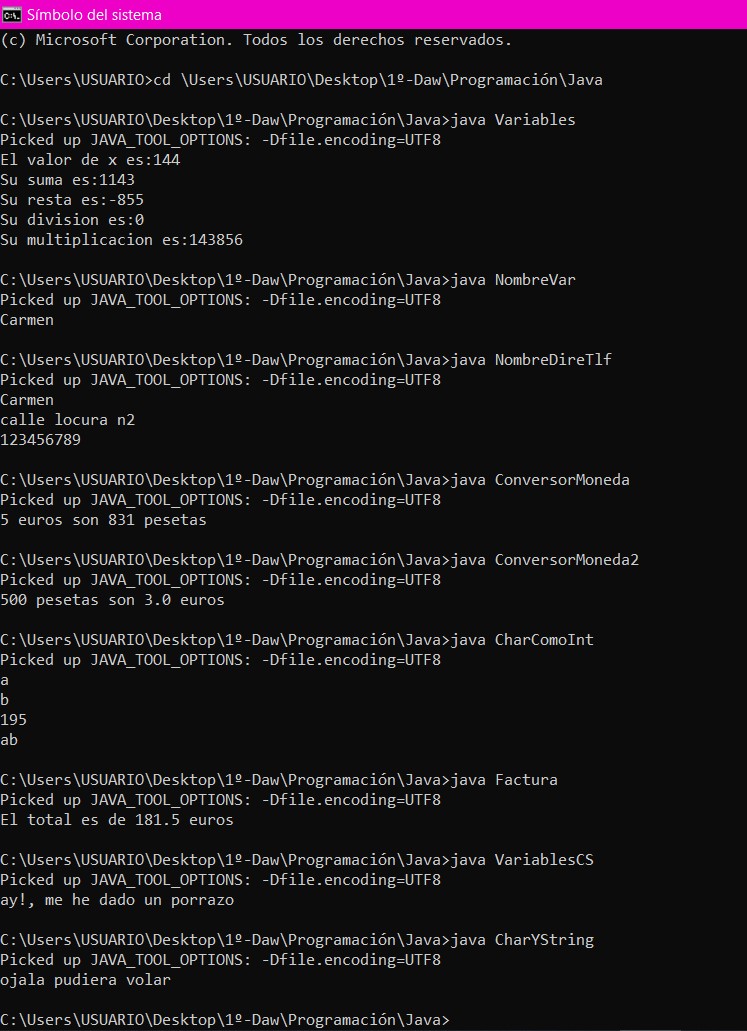 Símbolo del sistema
(c) Microsoft Corporation. Todos los derechos reservados.
C:\Users\USUARIO>cd \Users\USUARIO\Desktop\1º-Daw\Programación\Java
C:\Users\USUARIO\Desktop\1º-Daw\Programación\Java>java Variables
Picked up JAVA_TOOL_OPTIONS: -Dfile.encoding=UTF8
El valor de x es:144
Su suma es:1143
Su resta es:-855
Su division es:0
Su multiplicacion es:143856
C:\Users\USUARIO\Desktop\1º-Daw\Programación\Java>java NombreVar
Picked up JAVA_TOOL_OPTIONS: -Dfile.encoding=UTF8
Carmen
C:\Users\USUARIO\Desktop\1º-Daw\Programación\Java>java NombreDireTlf
Picked up JAVA_TOOL_OPTIONS: -Dfile.encoding=UTF8
Carmen
calle locura n2
123456789
C:\Users\USUARIO\Desktop\1º-Daw\Programación\Java>java ConversorMoneda
Picked up JAVA_TOOL_OPTIONS: -Dfile.encoding=UTF8
5 euros son 831 pesetas
C:\Users\USUARIO\Desktop\1º-Daw\Programación\Java>java ConversorMoneda2
Picked up JAVA_TOOL_OPTIONS: -Dfile.encoding=UTF8
500 pesetas son 3.0 euros
C:\Users\USUARIO\Desktop\1º-Daw\Programación\Java>java CharComoInt
Picked up JAVA_TOOL_OPTIONS: -Dfile.encoding=UTF8
a
b
195
ab
C:\Users\USUARIO\Desktop\1º-Daw\Programación\Java>java Factura
Picked up JAVA_TOOL_OPTIONS: -Dfile.encoding=UTF8
El total es de 181.5 euros
C:\Users\USUARIO\Desktop\1º-Daw\Programación\Java>java VariablesCS
Picked up JAVA_TOOL_OPTIONS: -Dfile.encoding=UTF8
ay!, me he dado un porrazo
C:\Users\USUARIO\Desktop\1º-Daw\Programación\Java>java CharYString
Picked up JAVA_TOOL_OPTIONS: -Dfile.encoding=UTF8
ojala pudiera volar
C:\Users\USUARIO\Desktop\1º-Daw\Programación\Java>